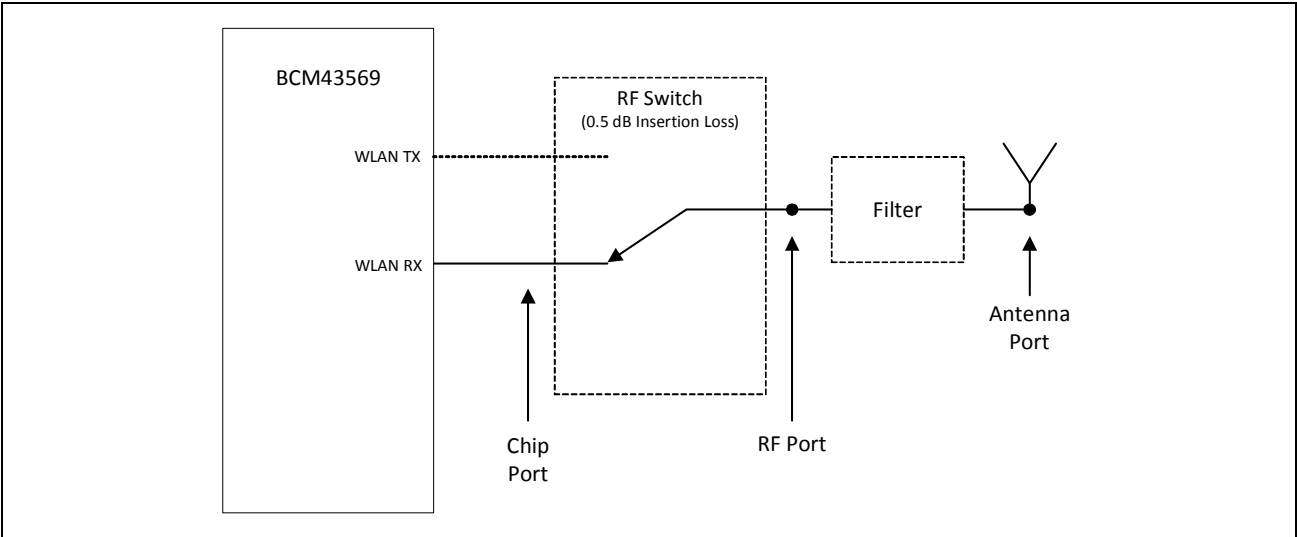 BCM43569
RF Switch
(0.5 dB Insertion Loss)
WLAN TX
Filter
WLAN RX
Antenna
Port
Chip
Port
RF Port